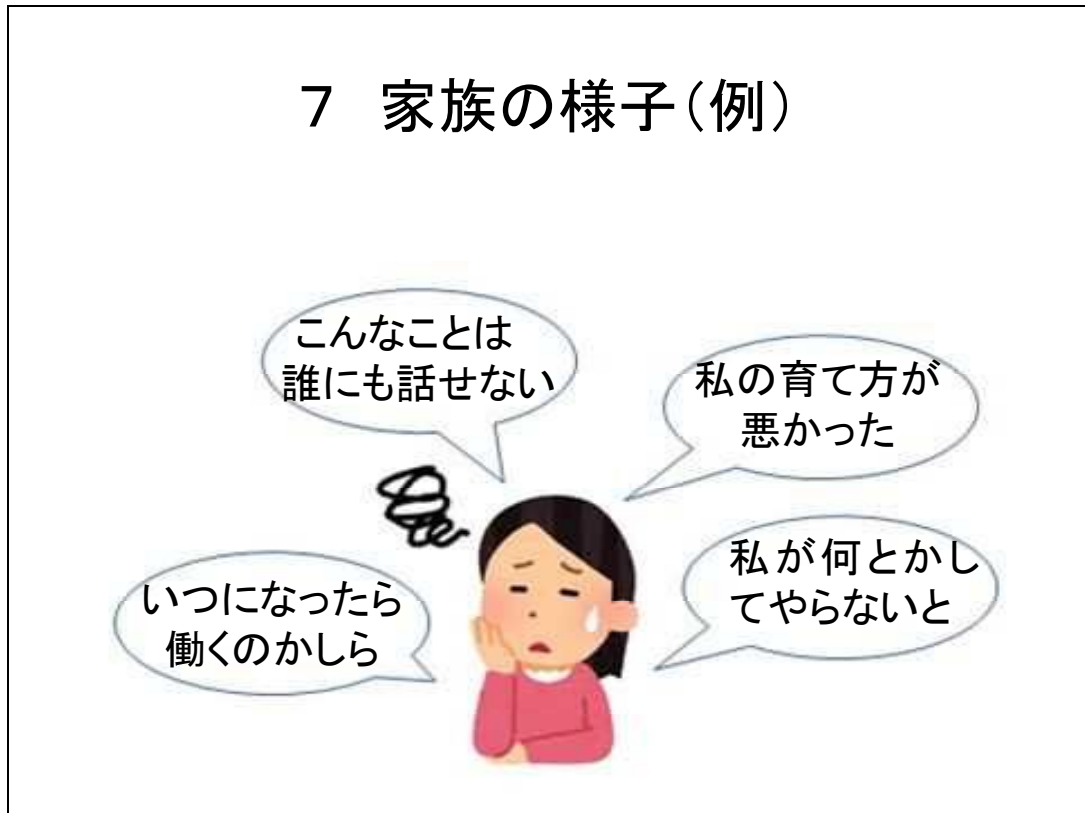 7 家族の様子(例)
こんなことは
誰にも話せない
私の育て方が
悪かった
私が何とかし
てやらないと
いつになったら
働くのかしら